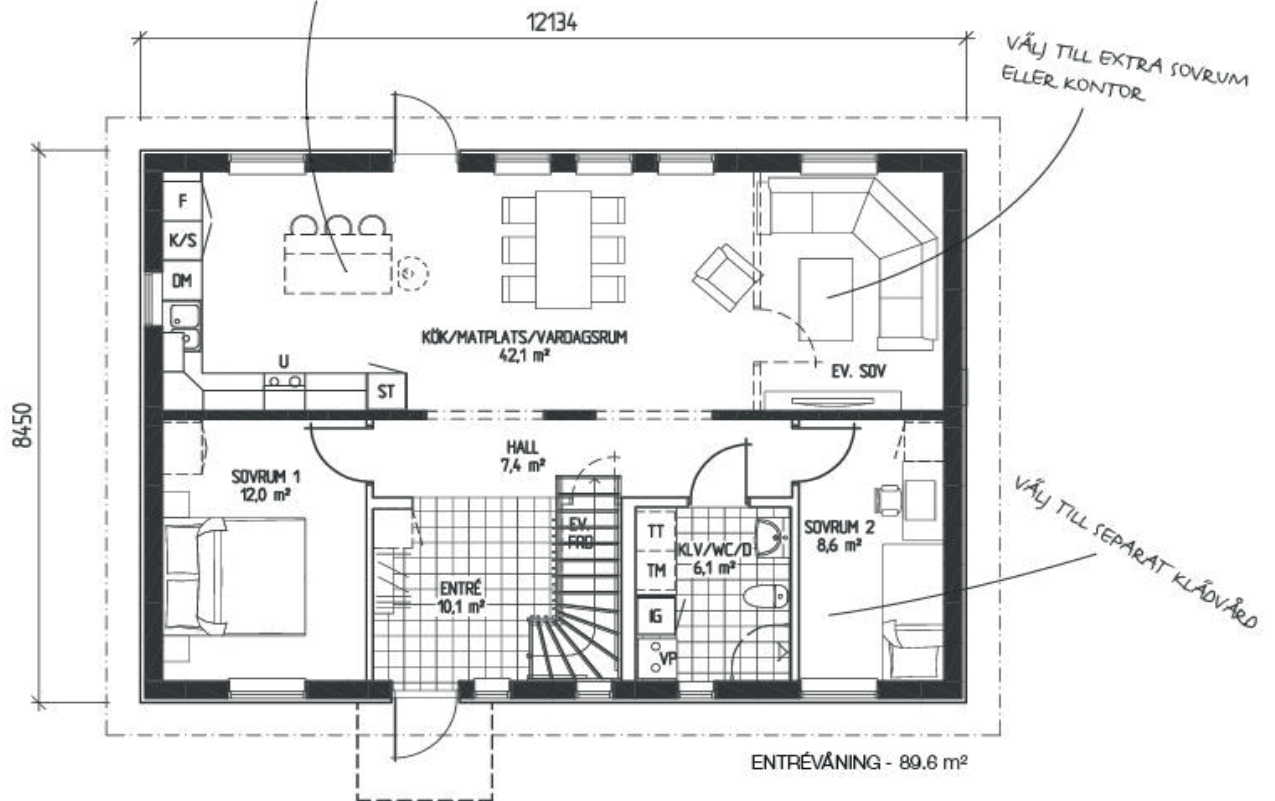 12134
VÄLJ TILL EXTRA SOVRUM
ELLER KONTOR
8450
F
K/S
DM
U
ST
KÖK/MATPLATS/VARDAGSRUM
42,1 m²
EV. SOV
HALL
7,4 m²
SOVRUM 1
12,0 m²
EV.
FRD
ENTRÉ
10,1 m²
TT
TM
IG
VP
KLV/WC/D
6,1 m²
SOVRUM 2
8,6 m²
VÄLJ TILL SEPARAT KLÄDVÅRD
ENTRÉVÅNING - 89.6 m²